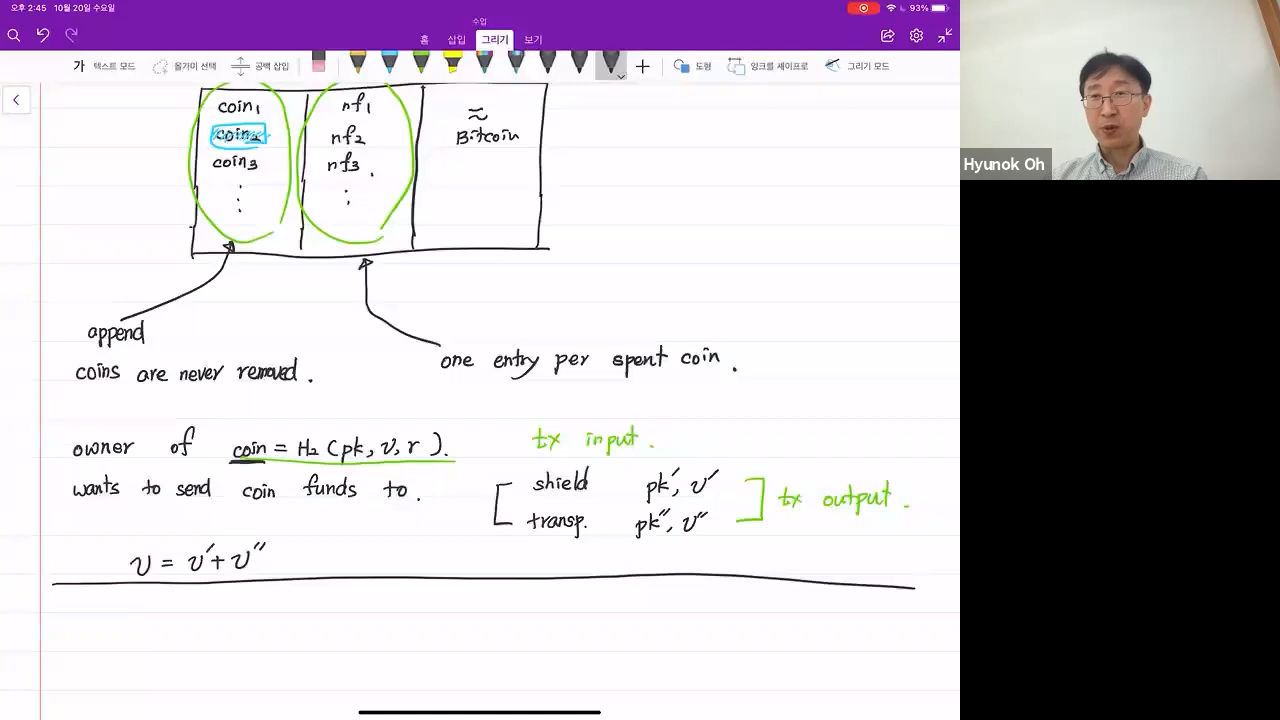 오후 2:45 10월 20일 수요일
93%
수업
홈 삽입 그리기 보기
가 텍스트 모드 올가미 선택 공백 삽입 도형 잉크를 셰이프로 그리기 모드
coin₁ nf₁ ≈
coin₂ nf₂ Bitcoin
coin₃ nf₃
append
coins are never removed.
one entry per spent coin.
owner of coin = H₂ (pk, v, r).
wants to send coin funds to.
tx input.
shield pk', v'
transp. pk'', v''
tx output.
v = v' + v''
Hyunok Oh